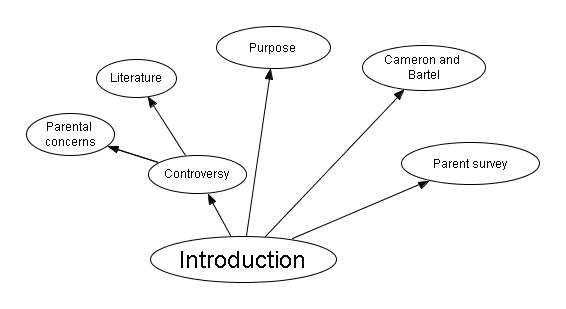 Purpose
Cameron and
Bartel
Literature
Parental
concerns
Controversy
Parent survey
Introduction